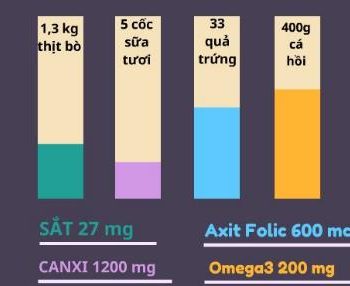 1,3 kg
thịt bò
5 cốc
sữa
tươi
33
quả
trứng
400g
cá
hồi
SẮT 27 mg
Axit Folic 600 mc
CANXI 1200 mg
Omega3 200 mg